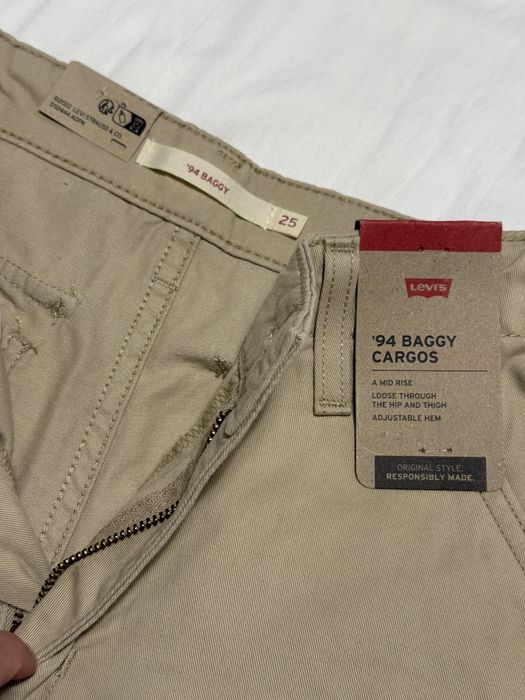 ©2022 LEVI STRAUSS & CO.
'94 BAGGY
25
LEVI'S
'94 BAGGY
CARGOS
A MID RISE
LOOSE THROUGH
THE HIP AND THIGH
ADJUSTABLE HEM
ORIGINAL STYLE.
RESPONSIBLY MADE.